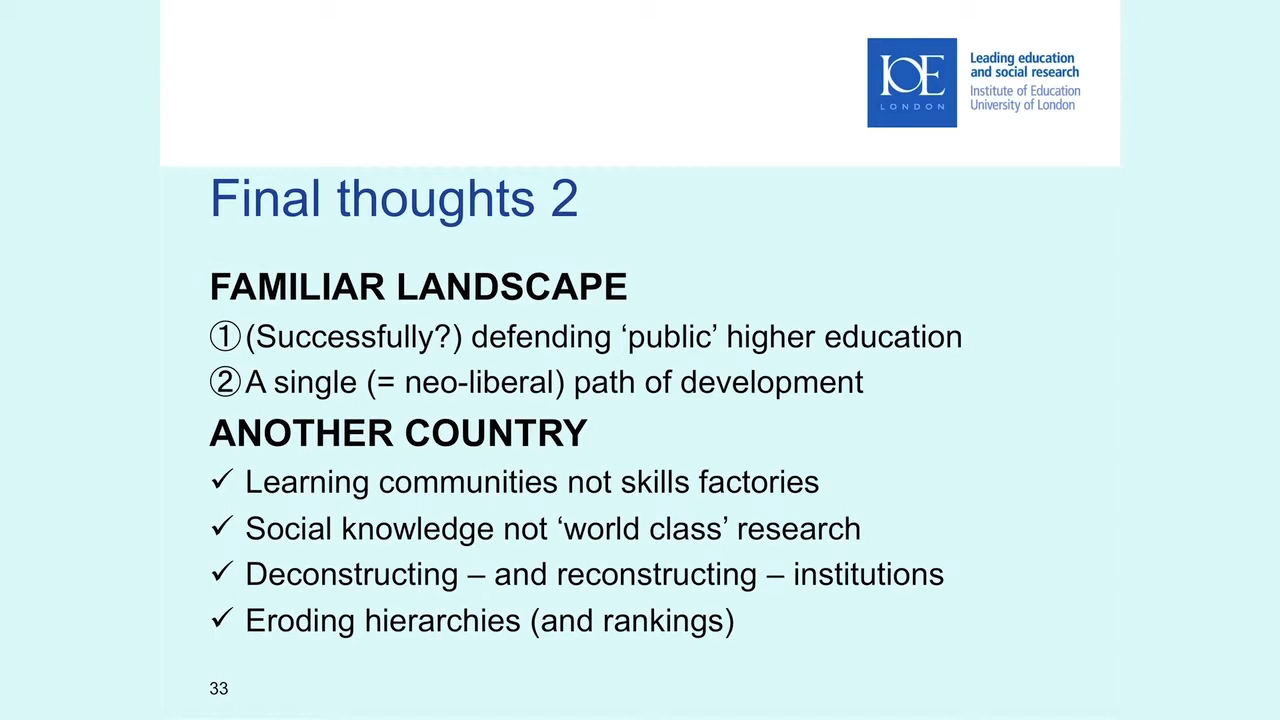 IOE
LONDON
Leading education
and social research
Institute of Education
University of London
Final thoughts 2
FAMILIAR LANDSCAPE
① (Successfully?) defending ‘public’ higher education
② A single (= neo-liberal) path of development
ANOTHER COUNTRY
✓ Learning communities not skills factories
✓ Social knowledge not ‘world class’ research
✓ Deconstructing – and reconstructing – institutions
✓ Eroding hierarchies (and rankings)
33